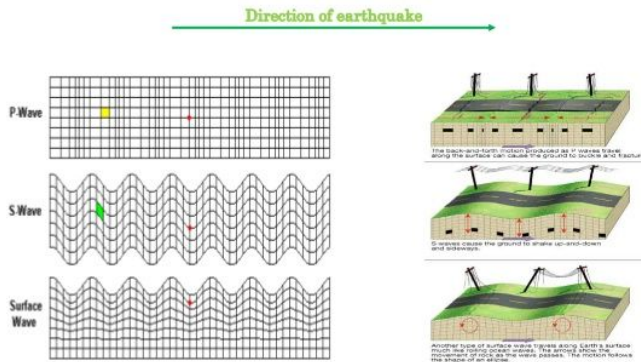 Direction of earthquake
P-Wave
The back-and-forth motion produced as P waves travel
along the surface can cause the ground to buckle and fracture
S-Wave
S waves cause the ground to shake up-and-down
and sideways.
Surface
Wave
Another type of surface wave travels along Earth's surface
much like rolling ocean waves. The arrows show the
movement of rock as the wave passes. The motion follows
the shape of an ellipse.